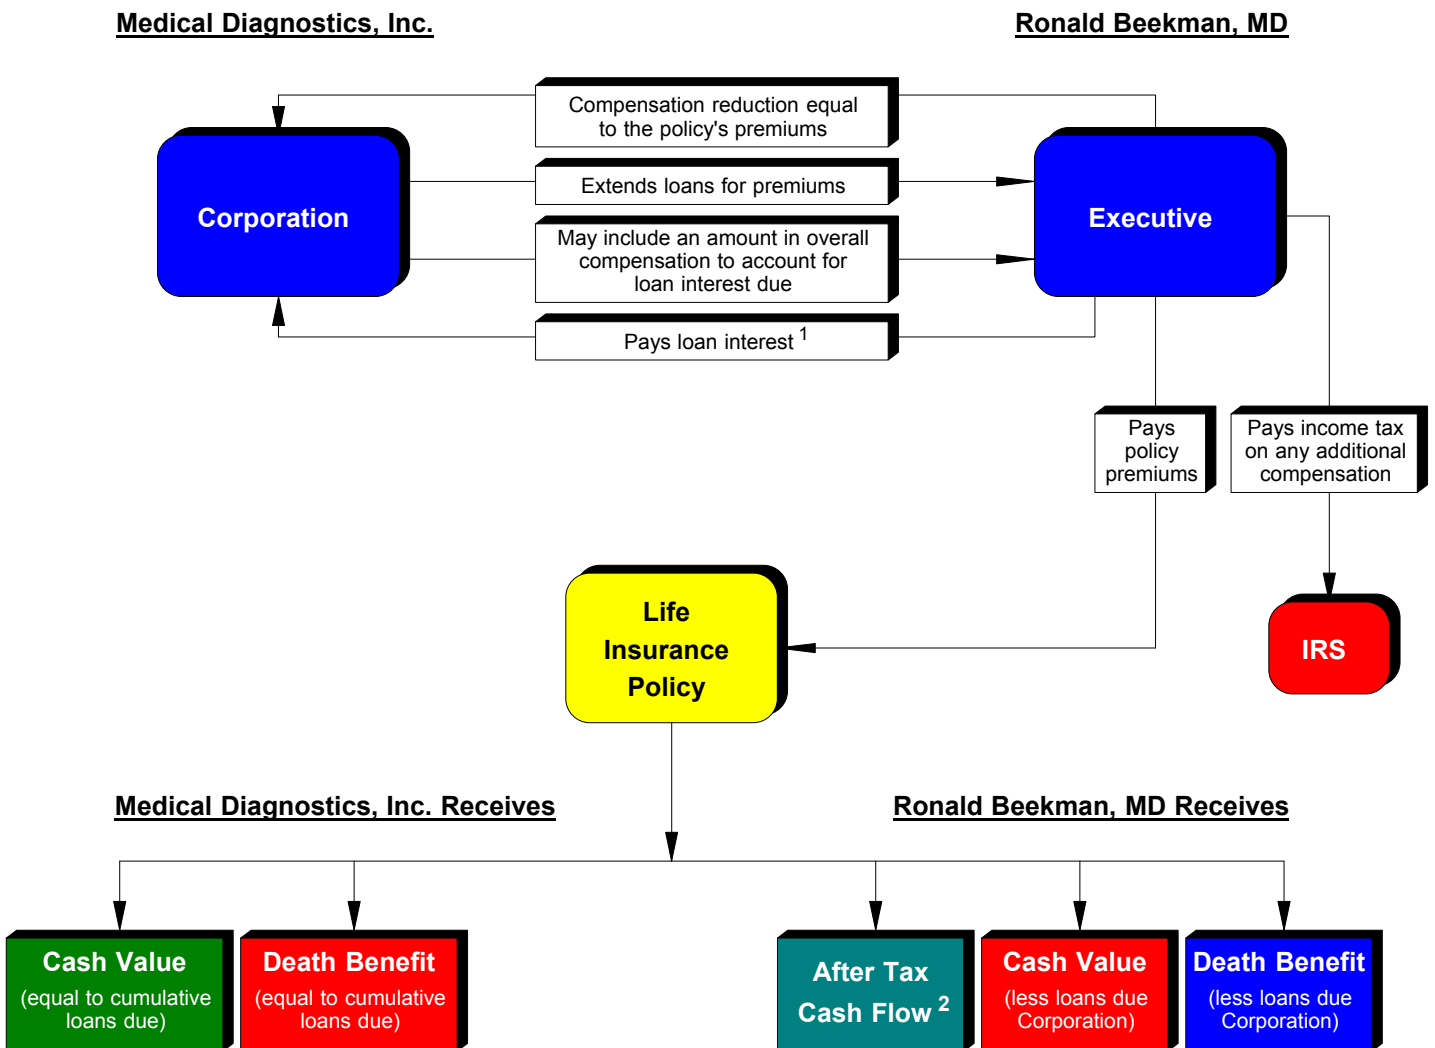 Medical Diagnostics, Inc.
Ronald Beekman, MD
Compensation reduction equal
to the policy's premiums
Extends loans for premiums
Corporation
Executive
May include an amount in overall
compensation to account for
loan interest due
Pays loan interest 1
Pays
policy
premiums
Pays income tax
on any additional
compensation
Life
Insurance
Policy
IRS
Medical Diagnostics, Inc. Receives
Ronald Beekman, MD Receives
Cash Value
(equal to cumulative
loans due)
Death Benefit
(equal to cumulative
loans due)
After Tax
Cash Flow 2
Cash Value
(less loans due
Corporation)
Death Benefit
(less loans due
Corporation)